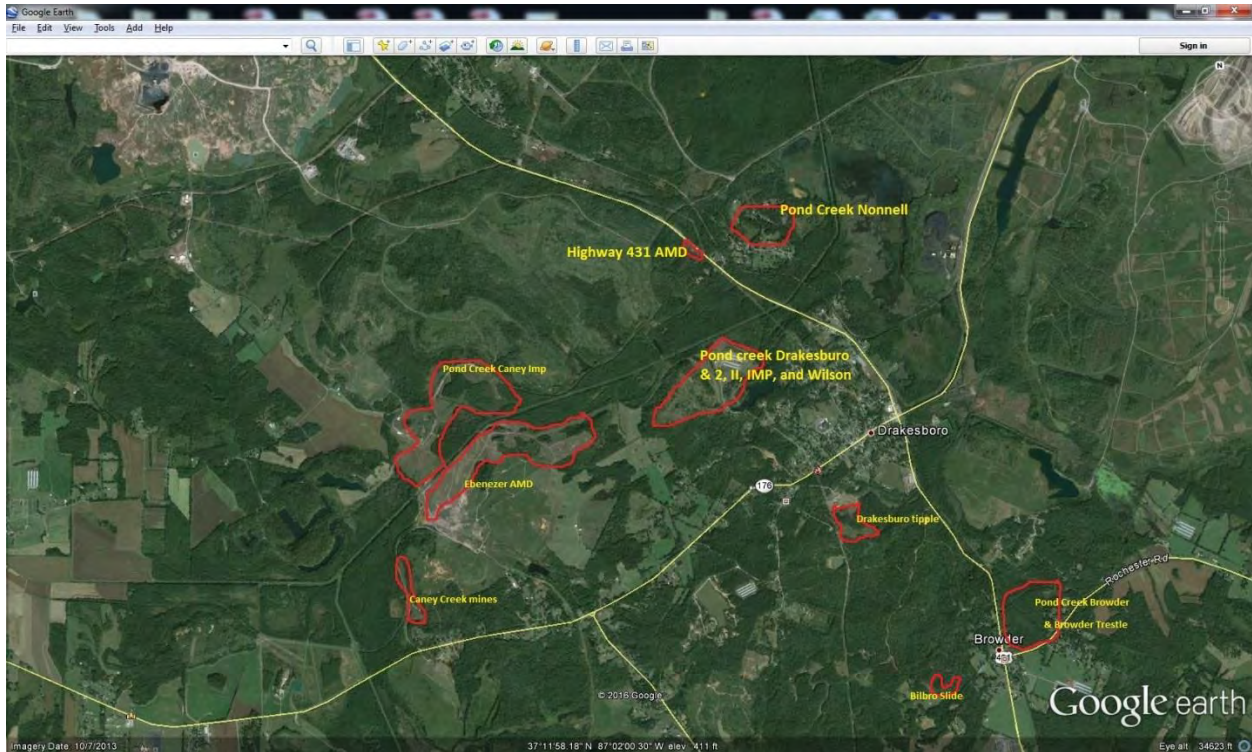 Google Earth
File Edit View Tools Add Help
Sign in
N
Pond Creek Nonnell
Highway 431 AMD
Pond creek Drakesburo
& 2, II, IMP, and Wilson
Pond Creek Caney Imp
Drakesboro
Ebenezer AMD
176
Drakesburo tipple
Rochester Rd
Caney Creek mines
Pond Creek Browder
& Browder Trestle
Browder
Bilbro Slide
© 2016 Google
Google earth
Imagery Date 10/7/2013
37°11'58.18" N 87°02'00.30" W elev 411 ft
Eye alt 34623 ft